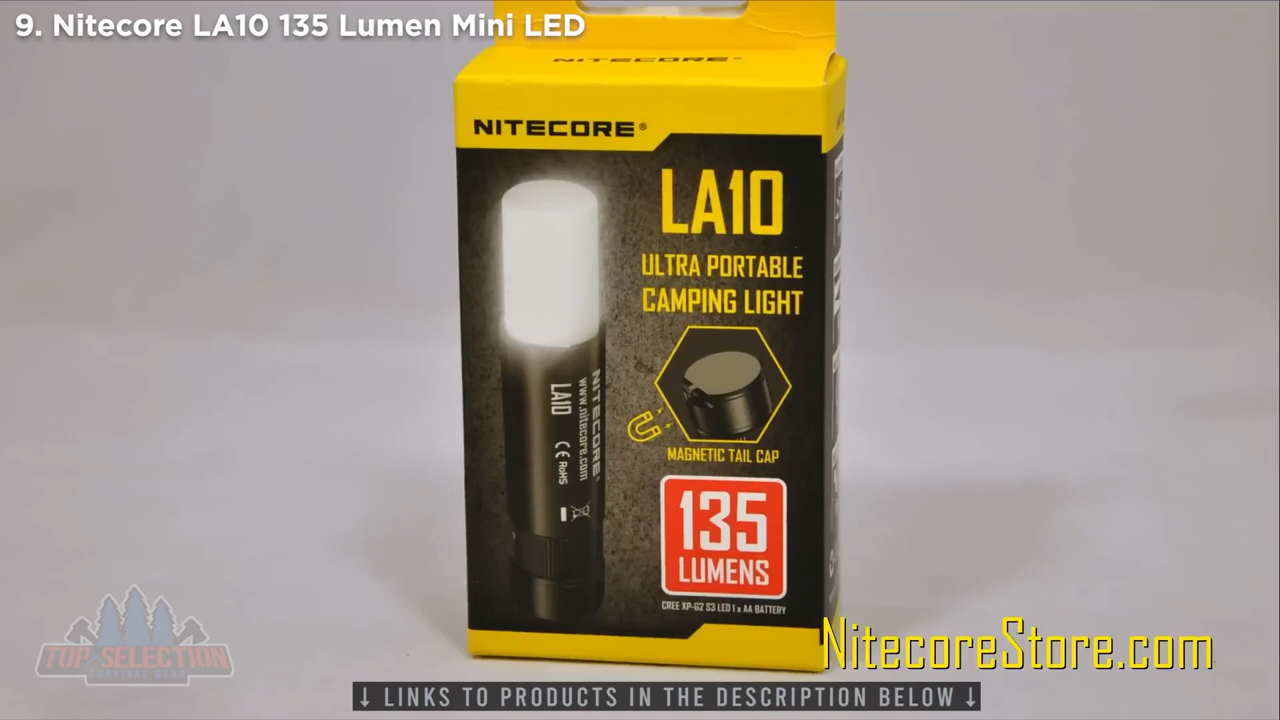 9. Nitecore LA10 135 Lumen Mini LED
NITECORE®
NITECORE®
LA10
ULTRA PORTABLE
CAMPING LIGHT
NITECORE®
www.nitecore.com
LA10
CE RoHS
MAGNETIC TAIL CAP
135
LUMENS
CREE XP-G2 S3 LED 1 x AA BATTERY
NitecoreStore.com
TOP SELECTION
SURVIVAL GEAR
↓ LINKS TO PRODUCTS IN THE DESCRIPTION BELOW ↓